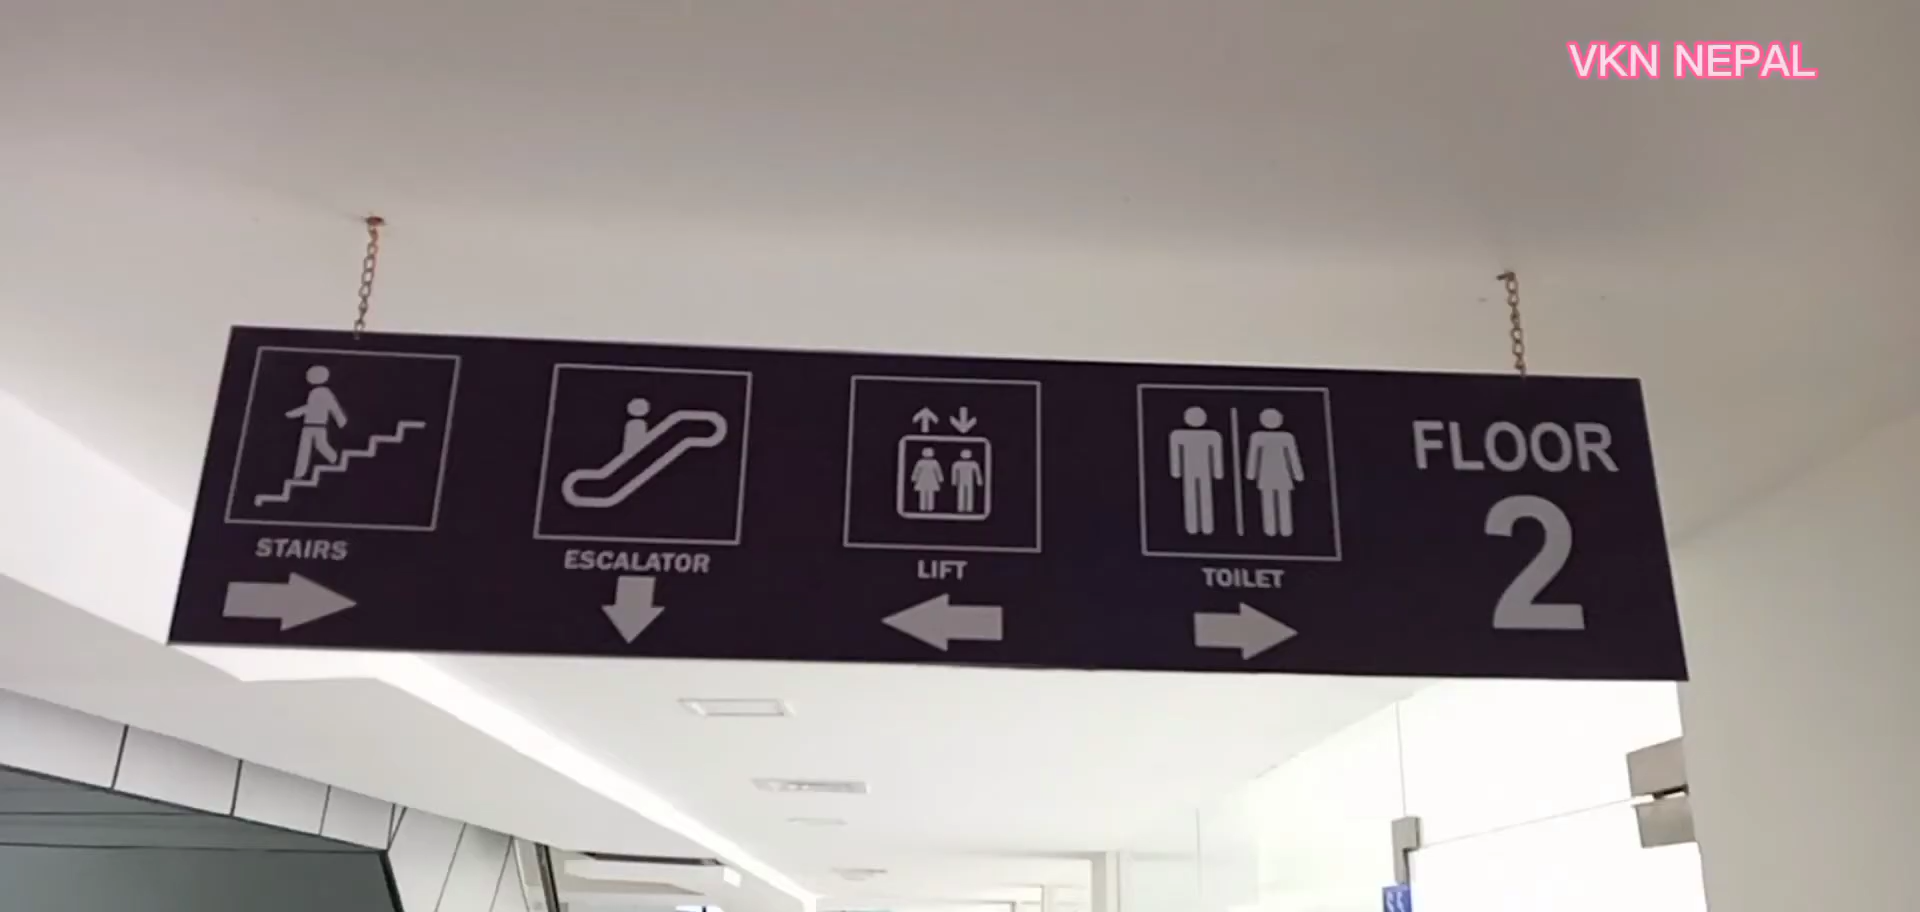 VKN NEPAL
STAIRS
ESCALATOR
LIFT
TOILET
FLOOR
2